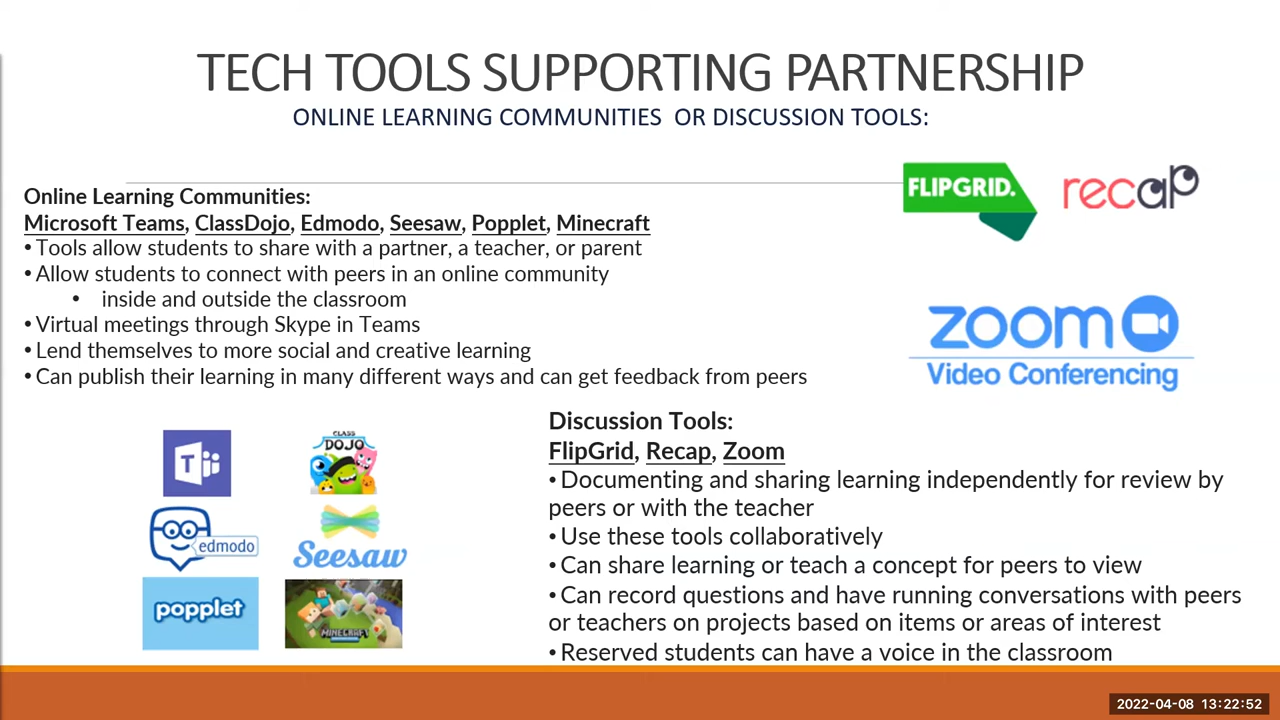 TECH TOOLS SUPPORTING PARTNERSHIP
ONLINE LEARNING COMMUNITIES  OR DISCUSSION TOOLS:
FLIPGRID.
recap
Online Learning Communities:
Microsoft Teams, ClassDojo, Edmodo, Seesaw, Popplet, Minecraft
• Tools allow students to share with a partner, a teacher, or parent
• Allow students to connect with peers in an online community
• inside and outside the classroom
• Virtual meetings through Skype in Teams
• Lend themselves to more social and creative learning
• Can publish their learning in many different ways and can get feedback from peers
zoom
Video Conferencing
T
CLASS
DOJO
edmodo
Seesaw
popplet
MINECRAFT
Discussion Tools:
FlipGrid, Recap, Zoom
• Documenting and sharing learning independently for review by
peers or with the teacher
• Use these tools collaboratively
• Can share learning or teach a concept for peers to view
• Can record questions and have running conversations with peers
or teachers on projects based on items or areas of interest
• Reserved students can have a voice in the classroom
2022-04-08 13:22:52